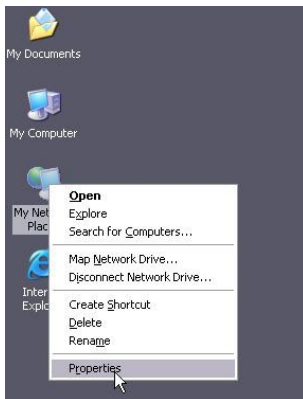 My Documents
My Computer
My Net
Plac
Inter
Explo
Open
Explore
Search for Computers...
Map Network Drive...
Disconnect Network Drive...
Create Shortcut
Delete
Rename
Properties